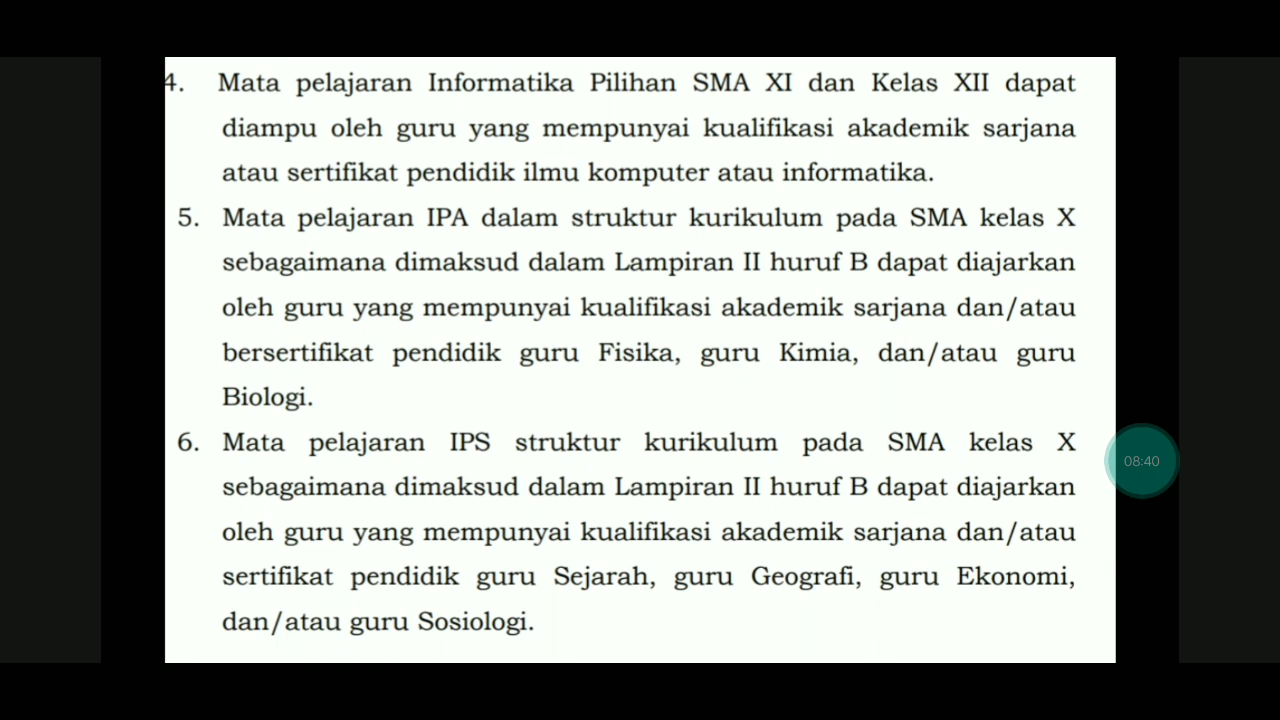 4. Mata pelajaran Informatika Pilihan SMA XI dan Kelas XII dapat
diampu oleh guru yang mempunyai kualifikasi akademik sarjana
atau sertifikat pendidik ilmu komputer atau informatika.
5. Mata pelajaran IPA dalam struktur kurikulum pada SMA kelas X
sebagaimana dimaksud dalam Lampiran II huruf B dapat diajarkan
oleh guru yang mempunyai kualifikasi akademik sarjana dan/atau
bersertifikat pendidik guru Fisika, guru Kimia, dan/atau guru
Biologi.
6. Mata pelajaran IPS struktur kurikulum pada SMA kelas X
sebagaimana dimaksud dalam Lampiran II huruf B dapat diajarkan
oleh guru yang mempunyai kualifikasi akademik sarjana dan/atau
sertifikat pendidik guru Sejarah, guru Geografi, guru Ekonomi,
dan/atau guru Sosiologi.
08:40